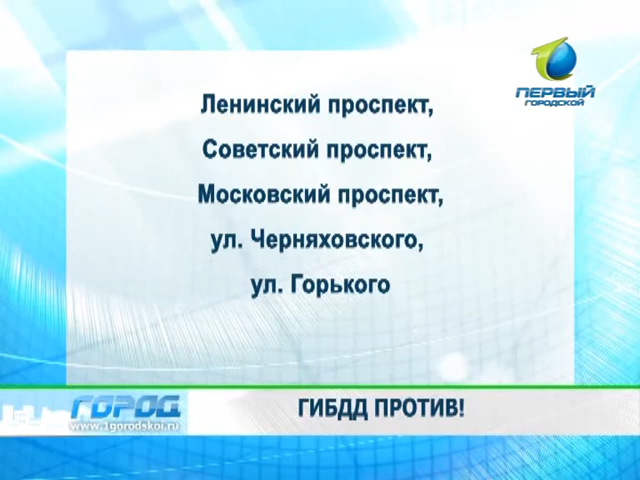 ПЕРВЫЙ
ГОРОДСКОЙ
Ленинский проспект,
Советский проспект,
Московский проспект,
ул. Черняховского,
ул. Горького
ГОРОД
www.1gorodskoi.ru
ГИБДД ПРОТИВ!